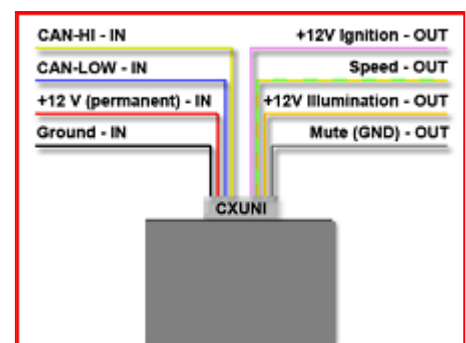 CAN-HI - IN
CAN-LOW - IN
+12 V (permanent) - IN
Ground - IN
+12V Ignition - OUT
Speed - OUT
+12V Illumination - OUT
Mute (GND) - OUT
CXUNI